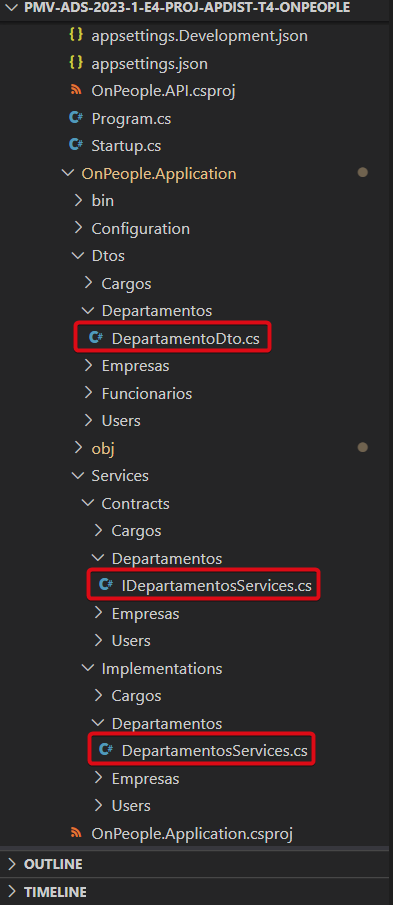 PMV-ADS-2023-1-E4-PROJ-APDIST-T4-ONPEOPLE
{} appsettings.Development.json
{} appsettings.json
OnPeople.API.csproj
C# Program.cs
C# Startup.cs
OnPeople.Application
bin
Configuration
Dtos
Cargos
Departamentos
C# DepartamentoDto.cs
Empresas
Funcionarios
Users
obj
Services
Contracts
Cargos
Departamentos
C# IDepartamentosServices.cs
Empresas
Users
Implementations
Cargos
Departamentos
C# DepartamentosServices.cs
Empresas
Users
OnPeople.Application.csproj
OUTLINE
TIMELINE